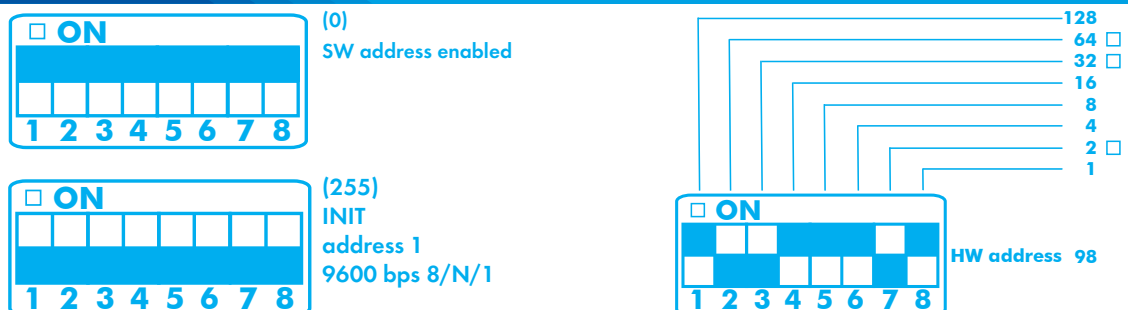 ON
1 2 3 4 5 6 7 8
(0)
SW address enabled
ON
1 2 3 4 5 6 7 8
(255)
INIT
address 1
9600 bps 8/N/1
128
64
32
16
8
4
2
1
ON
1 2 3 4 5 6 7 8
HW address 98